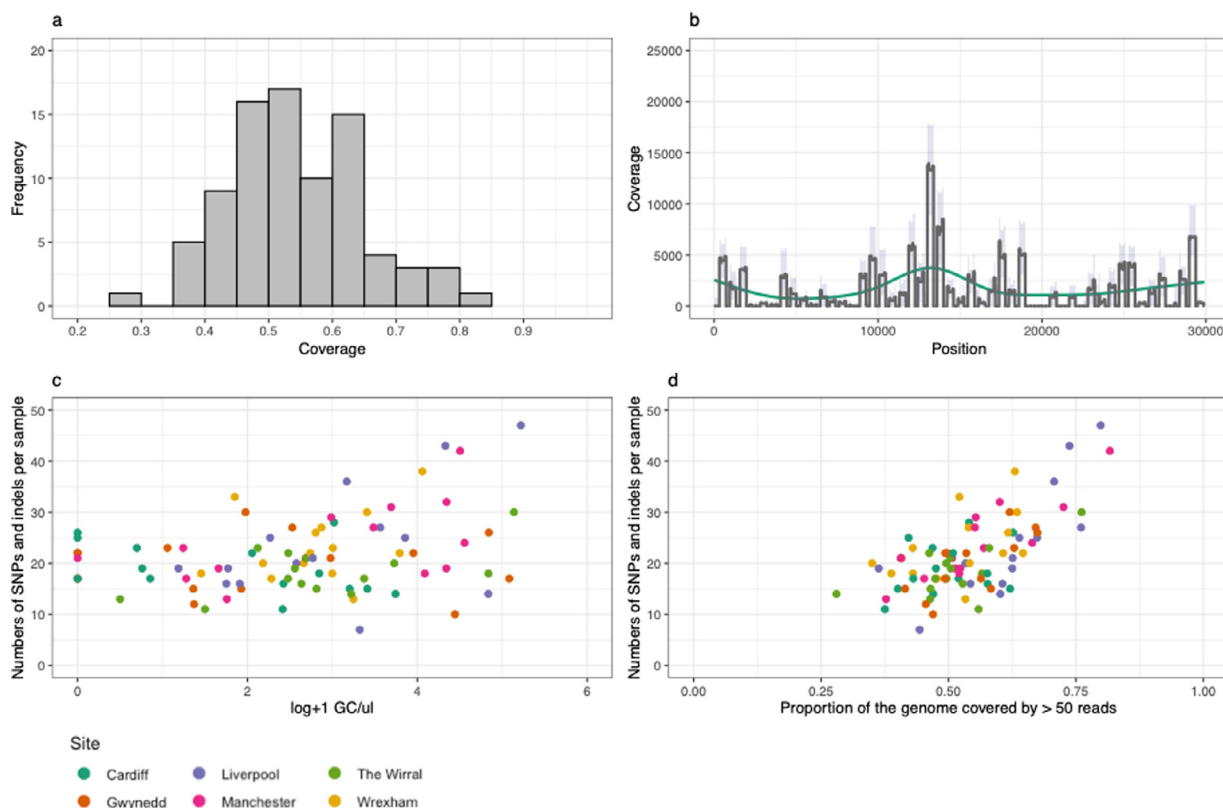 a
20
15
10
5
0
Frequency
0.2 0.3 0.4 0.5 0.6 0.7 0.8 0.9
Coverage
b
25000
20000
15000
10000
5000
0
Coverage
0 10000 20000 30000
Position
c
50
40
30
20
10
0
Numbers of SNPs and indels per sample
0 2 4 6
log+1 GC/ul
d
50
40
30
20
10
0
Numbers of SNPs and indels per sample
0.00 0.25 0.50 0.75 1.00
Proportion of the genome covered by > 50 reads
Site
Cardiff Liverpool The Wirral
Gwynedd Manchester Wrexham